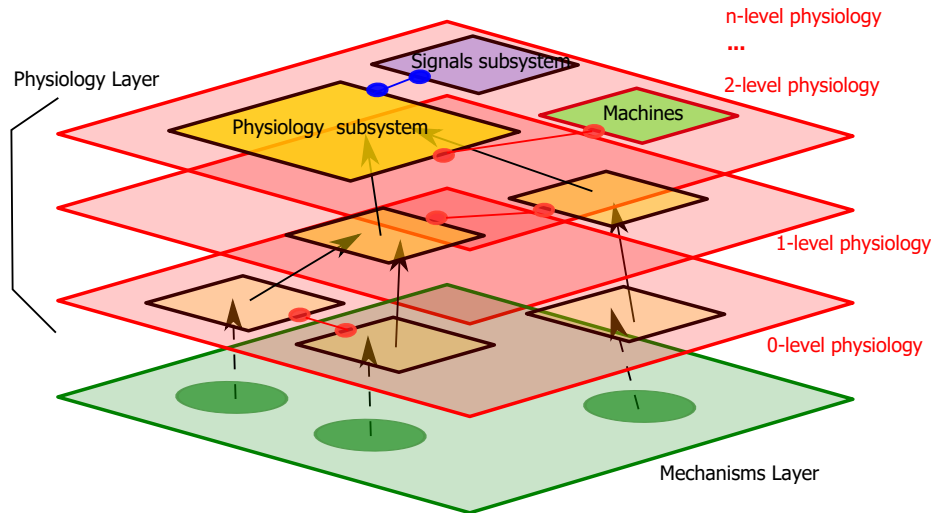 n-level physiology
...
Signals subsystem
Physiology Layer
2-level physiology
Machines
Physiology subsystem
1-level physiology
0-level physiology
Mechanisms Layer